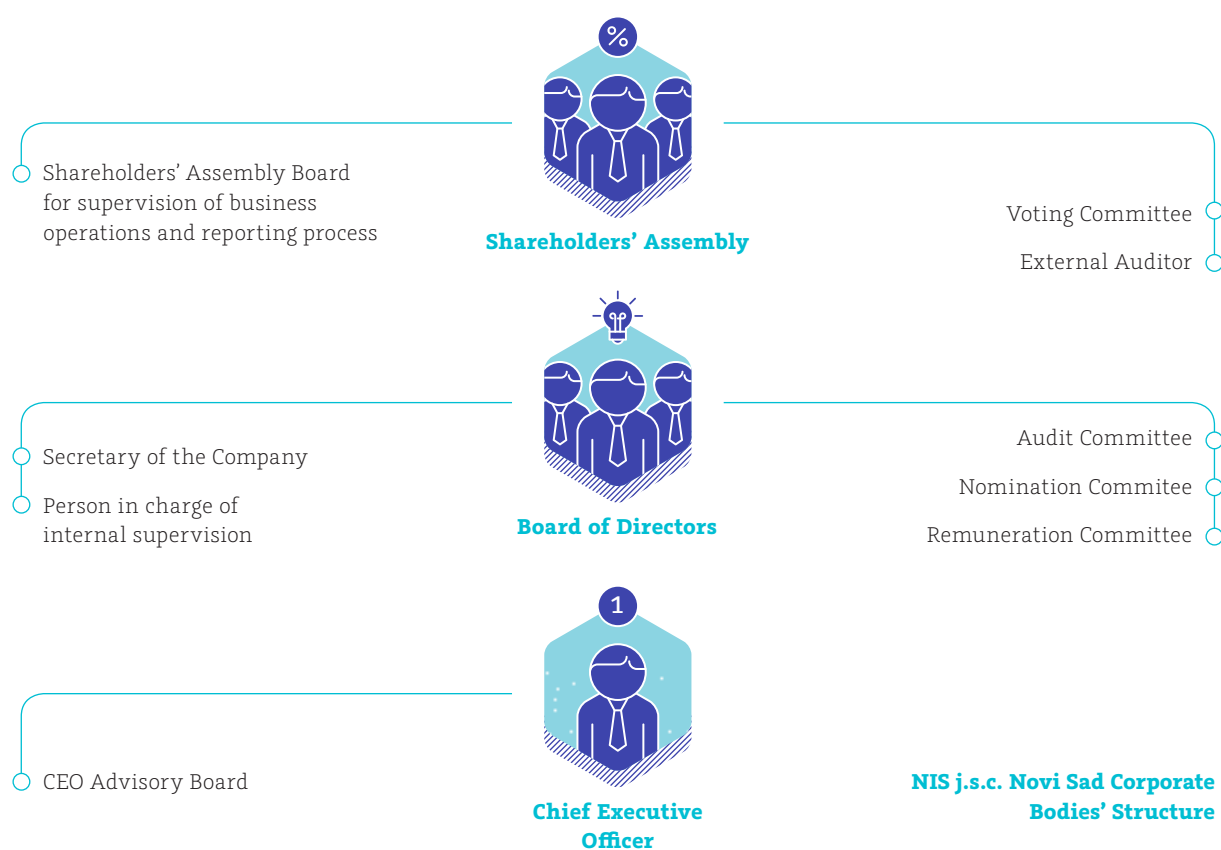 %
Shareholders’ Assembly Board
for supervision of business
operations and reporting process
Shareholders’ Assembly
Voting Committee
External Auditor
Secretary of the Company
Person in charge of
internal supervision
Board of Directors
Audit Committee
Nomination Commitee
Remuneration Committee
1
CEO Advisory Board
Chief Executive
Officer
NIS j.s.c. Novi Sad Corporate
Bodies’ Structure